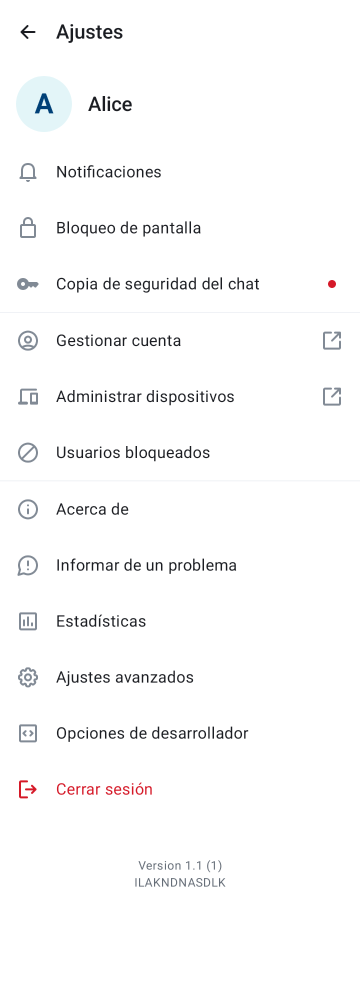 Ajustes
A
Alice
Notificaciones
Bloqueo de pantalla
Copia de seguridad del chat
Gestionar cuenta
Administrar dispositivos
Usuarios bloqueados
Acerca de
Informar de un problema
Estadísticas
Ajustes avanzados
Opciones de desarrollador
Cerrar sesión
Version 1.1 (1)
ILAKNDNASDLK